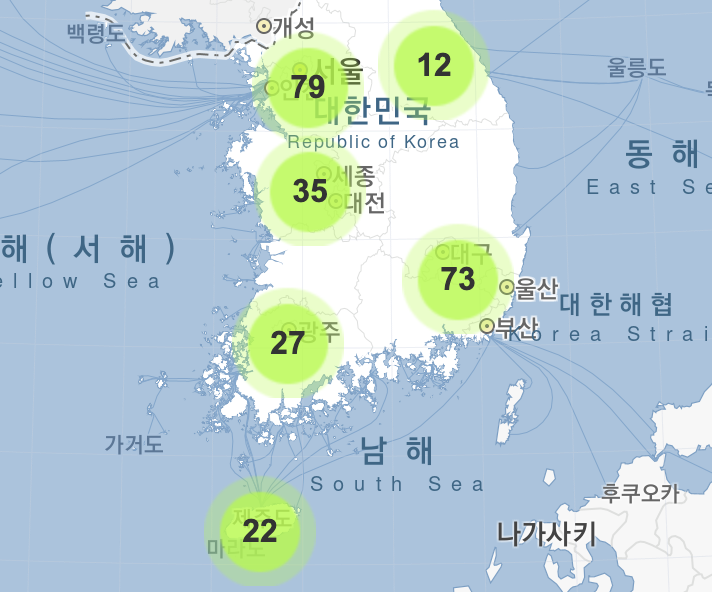 개성
백령도
12
서울
울릉도
79
대한민국
Republic of Korea
동 해
East Se
세종
35
대전
해 ( 서 해 )
ellow Sea
대구
73
울산
대 한 해 협
부산
Korea Strai
광주
27
가거도
남 해
South Sea
후쿠오카
제주도
22
나가사키
마라도